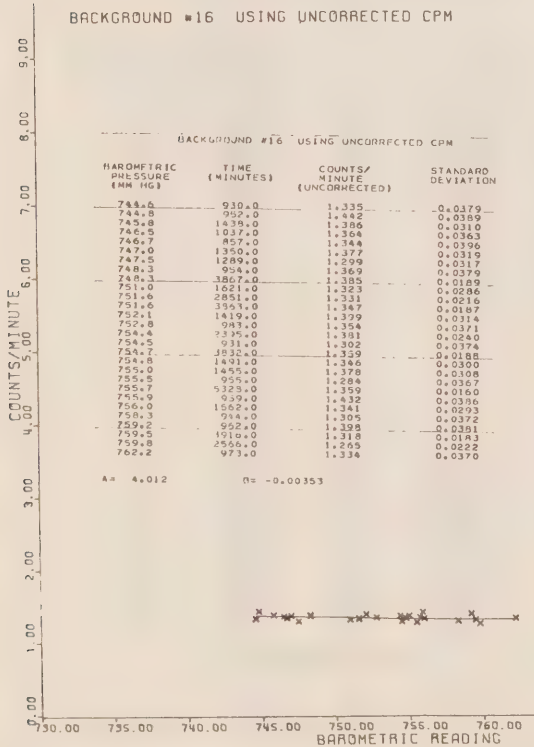 BACKGROUND #16 USING UNCORRECTED CPM
BACKGROUND #16 USING UNCORRECTED CPM
BAROMETRIC PRESSURE (MM HG)
TIME (MINUTES)
COUNTS/ MINUTE (UNCORRECTED)
STANDARD DEVIATION
744.6 930.0 1.335 0.0379
744.8 952.0 1.442 0.0389
745.8 1438.0 1.386 0.0310
746.5 1037.0 1.364 0.0363
746.7 857.0 1.344 0.0396
747.0 1350.0 1.377 0.0319
747.5 1289.0 1.299 0.0317
748.3 954.0 1.369 0.0379
748.3 3867.0 1.385 0.0189
751.0 1621.0 1.323 0.0286
751.6 2851.0 1.331 0.0216
751.6 1.347 0.0187
752.1 1419.0 1.399 0.0314
752.8 983.0 1.354 0.0371
754.4 2395.0 1.381 0.0240
754.5 931.0 1.302 0.0374
754.7 3832.0 1.359 0.0188
754.8 1491.0 1.346 0.0300
755.0 1455.0 1.378 0.0308
755.5 955.0 1.284 0.0367
755.7 5323.0 1.359 0.0160
755.9 959.0 1.432 0.0386
756.0 1562.0 1.341 0.0293
758.3 944.0 1.305 0.0372
759.2 962.0 1.398 0.0381
759.5 3910.0 1.318 0.0183
759.8 2566.0 1.265 0.0222
762.2 973.0 1.334 0.0370
A= 4.012 B= -0.00353
COUNTS/MINUTE
9.00
8.00
7.00
6.00
5.00
4.00
3.00
2.00
1.00
0.00
730.00 735.00 740.00 745.00 750.00 755.00 760.00
BAROMETRIC READING